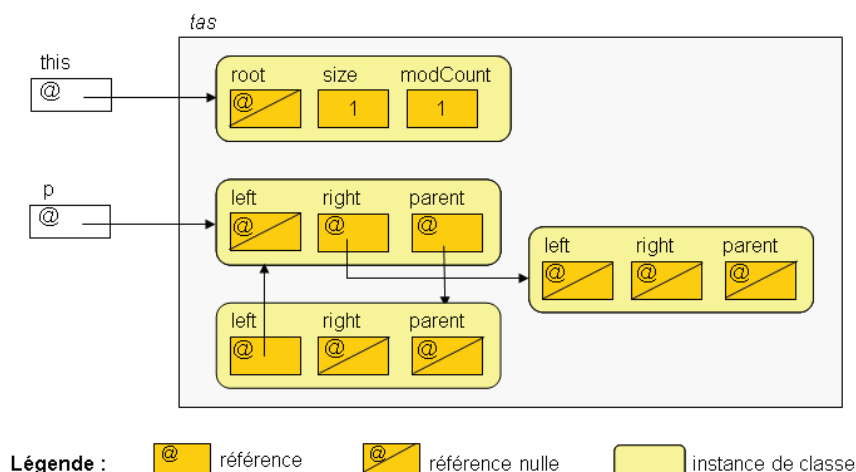 tas
this
@
root size modCount
@ 1 1
p
@
left right parent
@ @ @
left right parent
@ @ @
left right parent
@ @ @
Légende :
@ référence
@ référence nulle
instance de classe